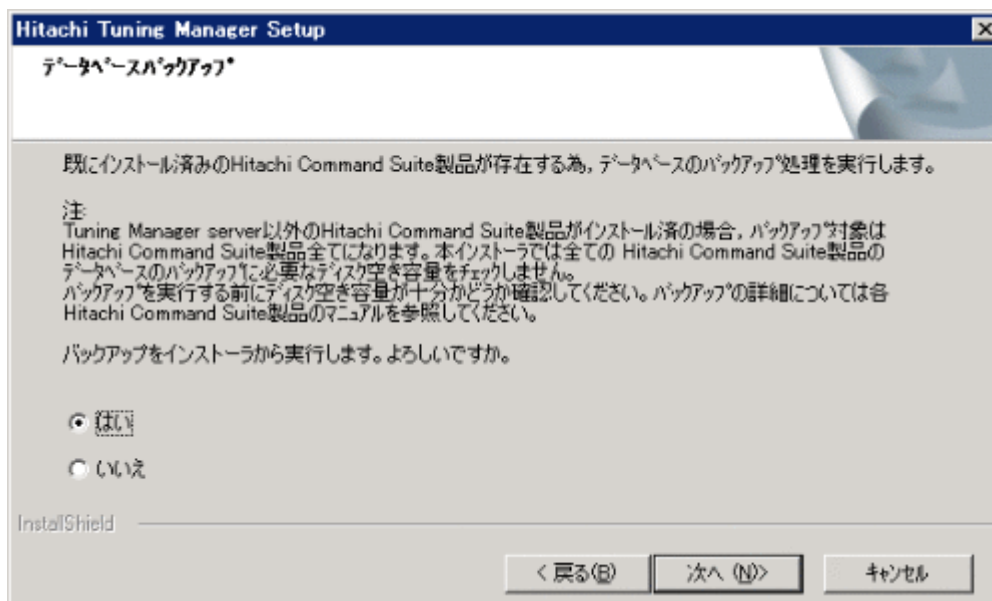 Hitachi Tuning Manager Setup
データベースバックアップ
既にインストール済みのHitachi Command Suite製品が存在する為，データベースのバックアップ処理を実行します。
注:
Tuning Manager server以外のHitachi Command Suite製品がインストール済の場合，バックアップ対象は
Hitachi Command Suite製品全てになります。本インストーラでは全ての Hitachi Command Suite製品の
データベースのバックアップに必要なディスク空き容量をチェックしません。
バックアップを実行する前にディスク空き容量が十分かどうか確認してください。バックアップの詳細については各
Hitachi Command Suite製品のマニュアルを参照してください。
バックアップをインストーラから実行します。よろしいですか。
はい
いいえ
InstallShield
< 戻る(B)
次へ (N)>
キャンセル